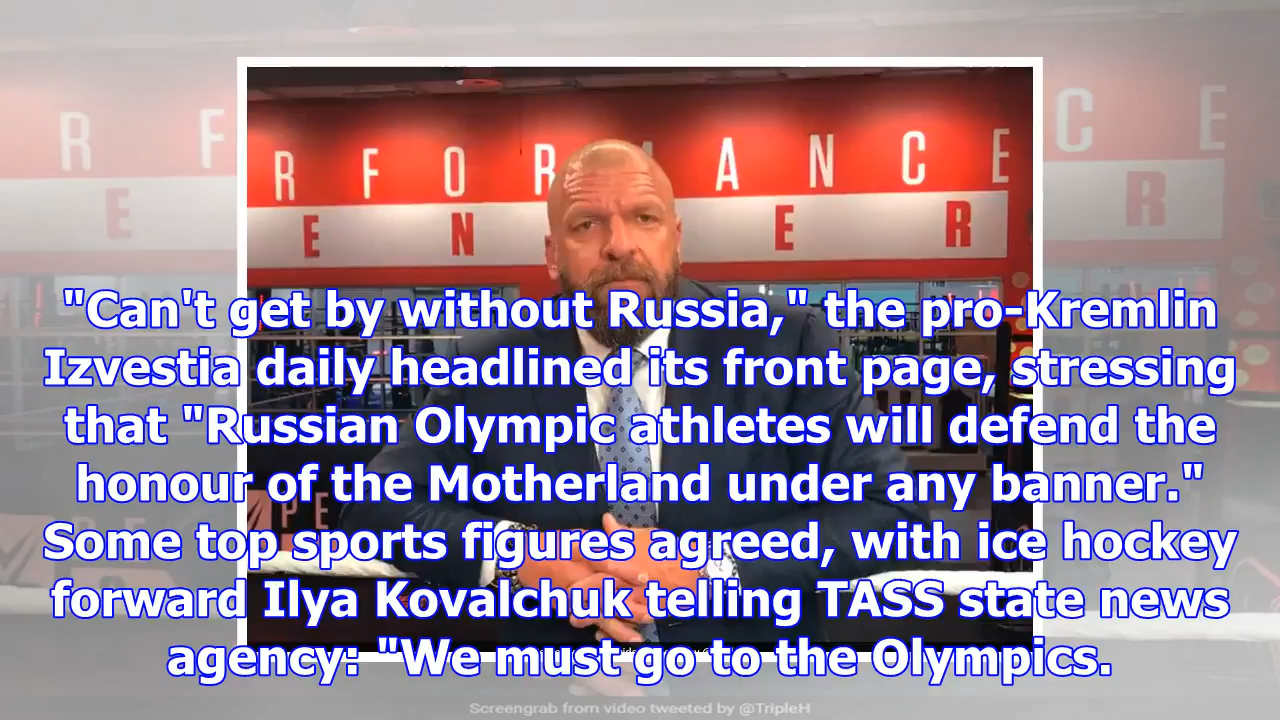 R F
C E
R F O R A N C E
E
E N E R
R
"Can't get by without Russia," the pro-Kremlin
Izvestia daily headlined its front page, stressing
that "Russian Olympic athletes will defend the
honour of the Motherland under any banner."
Some top sports figures agreed, with ice hockey
P E
forward Ilya Kovalchuk telling TASS state news
agency: "We must go to the Olympics.
Screengrab from video tweeted by @TripleH